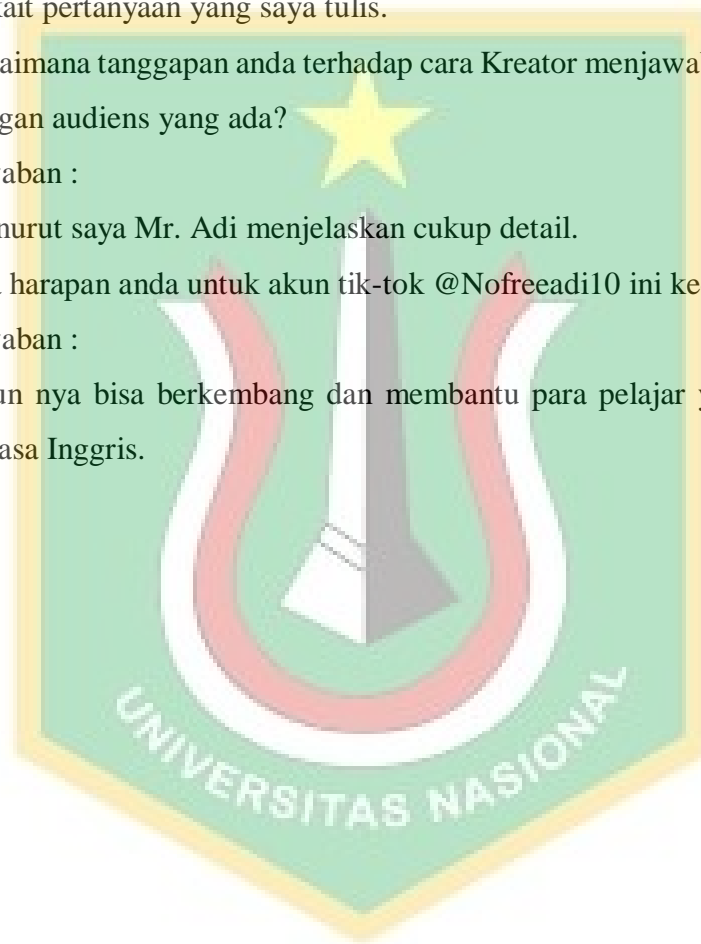 kait pertanyaan yang saya tulis.
aimana tanggapan anda terhadap cara Kreator menjawa
gan audiens yang ada?
aban :
nurut saya Mr. Adi menjelaskan cukup detail.
harapan anda untuk akun tik-tok @Nofreeadi10 ini ke
aban :
un nya bisa berkembang dan membantu para pelajar
asa Inggris.
UNIVERSITAS NASIONAL